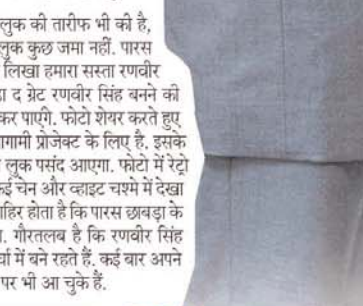 लुक की तारीफ भी की है,
लुक कुछ जमा नहीं. पारस
लिखा हमारा सस्ता रणवीर
द ग्रेट रणवीर सिंह बनने की
कर पाएंगे. फोटो शेयर करते हुए
गामी प्रोजेक्ट के लिए है. इसके
लुक पसंद आएगा. फोटो में रेट्रो
कई चेन और व्हाइट चश्मे में देखा
हिर होता है कि पारस छाबड़ा के
. गौरतलब है कि रणवीर सिंह
र्चा में बने रहते हैं. कई बार अपने
पर भी आ चुके हैं.